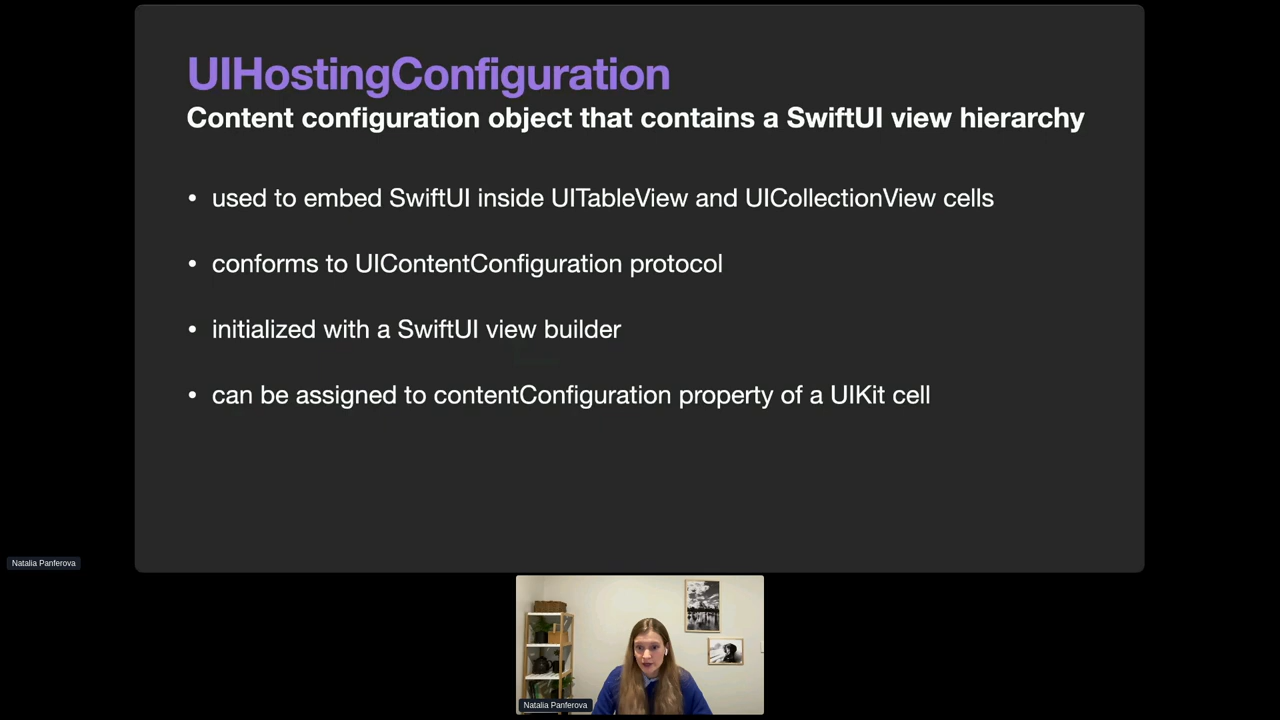 UIHostingConfiguration
Content configuration object that contains a SwiftUI view hierarchy
• used to embed SwiftUI inside UITableView and UICollectionView cells
• conforms to UIContentConfiguration protocol
• initialized with a SwiftUI view builder
• can be assigned to contentConfiguration property of a UIKit cell
Natalia Panferova
Natalia Panferova